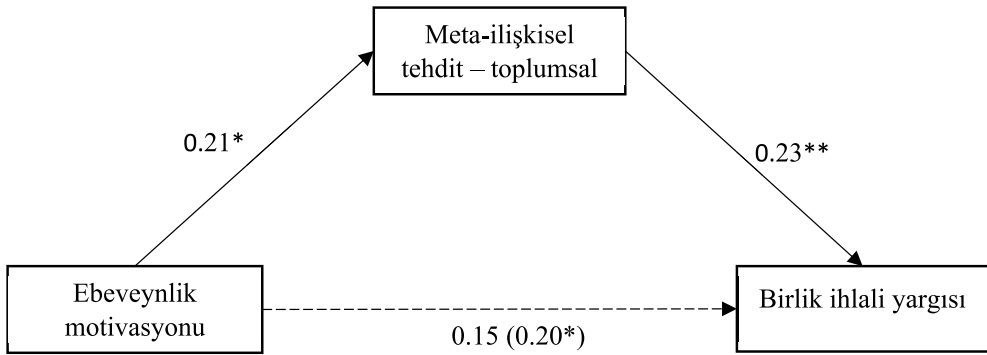 Meta-ilişkisel
tehdit – toplumsal
0.21*
0.23**
Ebeveynlik
motivasyonu
Birlik ihlali yargısı
0.15 (0.20*)